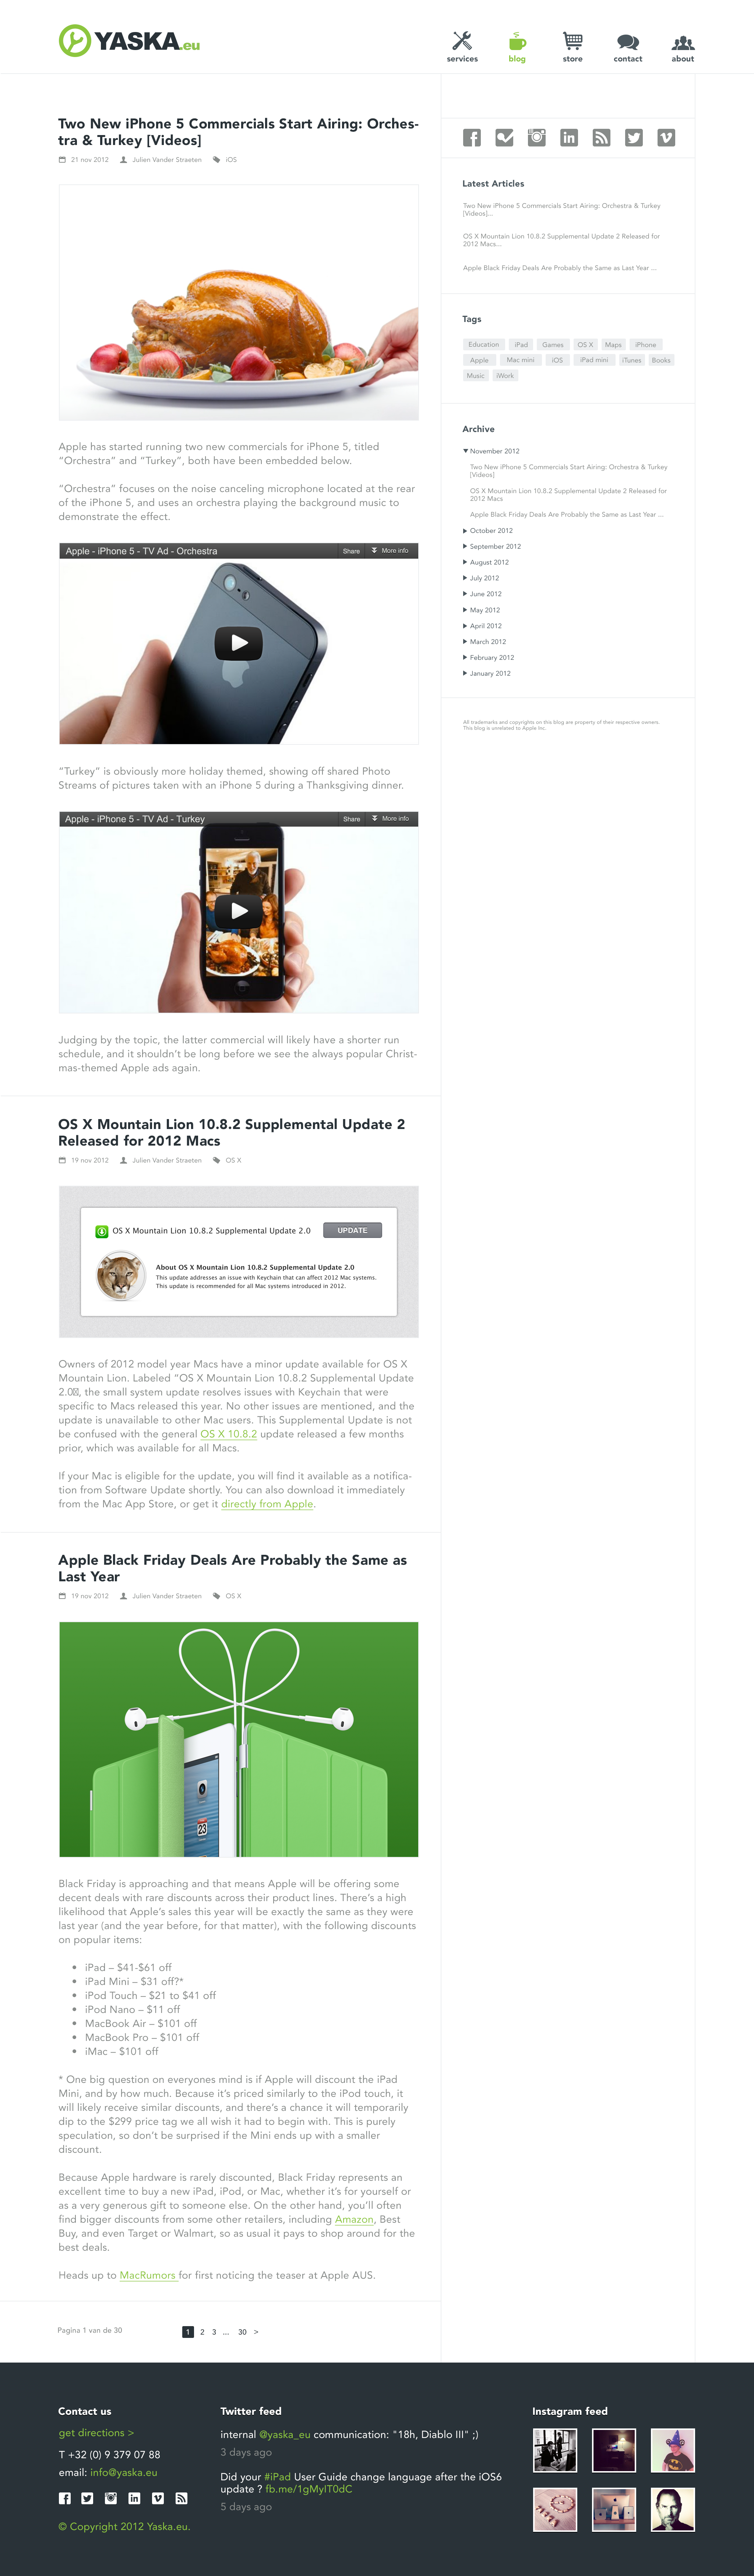 YASKA.eu
services blog store contact about
Two New iPhone 5 Commercials Start Airing: Orches-
tra & Turkey [Videos]
21 nov 2012 Julien Vander Straeten iOS
Apple has started running two new commercials for iPhone 5, titled
“Orchestra” and “Turkey”, both have been embedded below.
“Orchestra” focuses on the noise canceling microphone located at the rear
of the iPhone 5, and uses an orchestra playing the background music to
demonstrate the effect.
Apple - iPhone 5 - TV Ad - Orchestra Share More info
“Turkey” is obviously more holiday themed, showing off shared Photo
Streams of pictures taken with an iPhone 5 during a Thanksgiving dinner.
Apple - iPhone 5 - TV Ad - Turkey Share More info
Judging by the topic, the latter commercial will likely have a shorter run
schedule, and it shouldn’t be long before we see the always popular Christ-
mas-themed Apple ads again.
OS X Mountain Lion 10.8.2 Supplemental Update 2
Released for 2012 Macs
19 nov 2012 Julien Vander Straeten OS X
OS X Mountain Lion 10.8.2 Supplemental Update 2.0 UPDATE
About OS X Mountain Lion 10.8.2 Supplemental Update 2.0
This update addresses an issue with Keychain that can affect 2012 Mac systems.
This update is recommended for all Mac systems introduced in 2012.
Owners of 2012 model year Macs have a minor update available for OS X
Mountain Lion. Labeled “OS X Mountain Lion 10.8.2 Supplemental Update
2.0, the small system update resolves issues with Keychain that were
specific to Macs released this year. No other issues are mentioned, and the
update is unavailable to other Mac users. This Supplemental Update is not
be confused with the general OS X 10.8.2 update released a few months
prior, which was available for all Macs.
If your Mac is eligible for the update, you will find it available as a notifica-
tion from Software Update shortly. You can also download it immediately
from the Mac App Store, or get it directly from Apple.
Apple Black Friday Deals Are Probably the Same as
Last Year
19 nov 2012 Julien Vander Straeten OS X
23
Black Friday is approaching and that means Apple will be offering some
decent deals with rare discounts across their product lines. There’s a high
likelihood that Apple’s sales this year will be exactly the same as they were
last year (and the year before, for that matter), with the following discounts
on popular items:
• iPad – $41-$61 off
• iPad Mini – $31 off?*
• iPod Touch – $21 to $41 off
• iPod Nano – $11 off
• MacBook Air – $101 off
• MacBook Pro – $101 off
• iMac – $101 off
* One big question on everyones mind is if Apple will discount the iPad
Mini, and by how much. Because it’s priced similarly to the iPod touch, it
will likely receive similar discounts, and there’s a chance it will temporarily
dip to the $299 price tag we all wish it had to begin with. This is purely
speculation, so don’t be surprised if the Mini ends up with a smaller
discount.
Because Apple hardware is rarely discounted, Black Friday represents an
excellent time to buy a new iPad, iPod, or Mac, whether it’s for yourself or
as a very generous gift to someone else. On the other hand, you’ll often
find bigger discounts from some other retailers, including Amazon, Best
Buy, and even Target or Walmart, so as usual it pays to shop around for the
best deals.
Heads up to MacRumors for first noticing the teaser at Apple AUS.
Pagina 1 van de 30 1 2 3 ... 30 >
Latest Articles
Two New iPhone 5 Commercials Start Airing: Orchestra & Turkey
[Videos]...
OS X Mountain Lion 10.8.2 Supplemental Update 2 Released for
2012 Macs...
Apple Black Friday Deals Are Probably the Same as Last Year ...
Tags
Education iPad Games OS X Maps iPhone
Apple Mac mini iOS iPad mini iTunes Books
Music iWork
Archive
November 2012
Two New iPhone 5 Commercials Start Airing: Orchestra & Turkey
[Videos]
OS X Mountain Lion 10.8.2 Supplemental Update 2 Released for
2012 Macs
Apple Black Friday Deals Are Probably the Same as Last Year ...
October 2012
September 2012
August 2012
July 2012
June 2012
May 2012
April 2012
March 2012
February 2012
January 2012
All trademarks and copyrights on this blog are property of their respective owners.
This blog is unrelated to Apple Inc.
Contact us
get directions >
T +32 (0) 9 379 07 88
email: info@yaska.eu
© Copyright 2012 Yaska.eu.
Twitter feed
internal @yaska_eu communication: "18h, Diablo III" ;)
3 days ago
Did your #iPad User Guide change language after the iOS6
update ? fb.me/1gMyIT0dC
5 days ago
Instagram feed